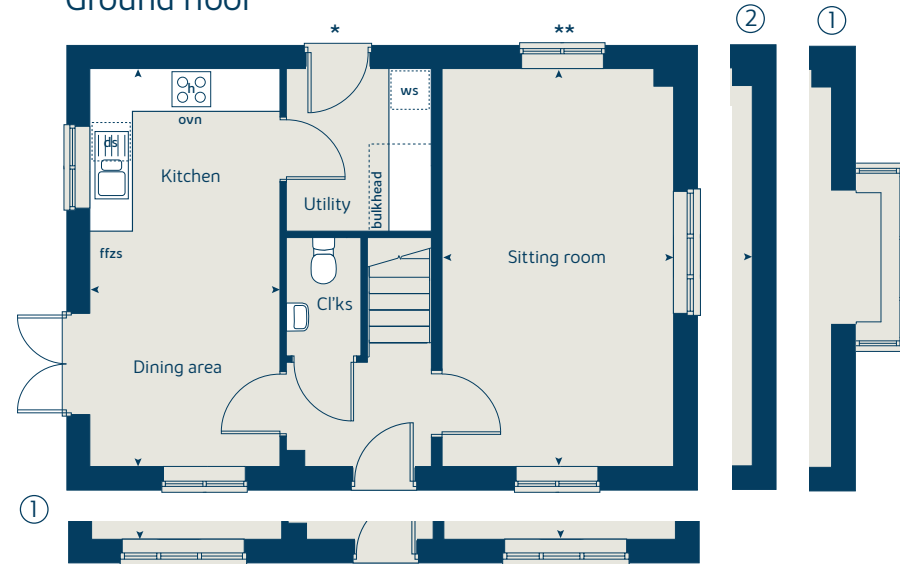 Ground floor
*
**
②
①
h
ovn
ws
ds
Kitchen
Utility
bulkhead
ffzs
Sitting room
Cl’ks
Dining area
①